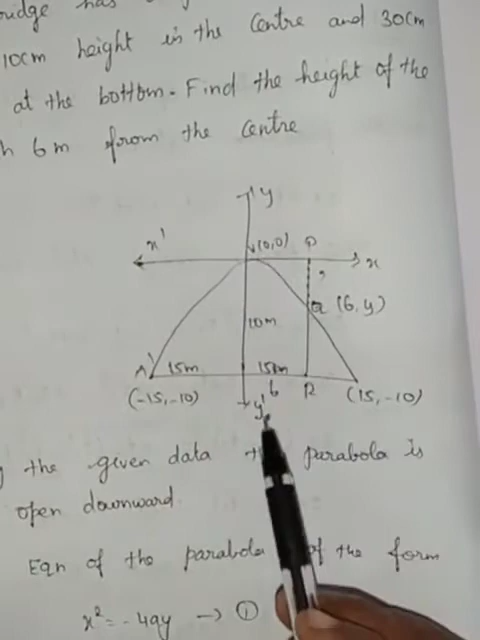 has
10cm height in the centre and 30cm
at the bottom. Find the height of the
6m from the centre
y
x'
V(0,0)
P
x
Q (6,y)
10m
A'
15m
15m
(-15,-10)
y'
6
R
(15,-10)
the given data parabola is
open downward.
Eqn of the parabola of the form
x² = -4ay → ①